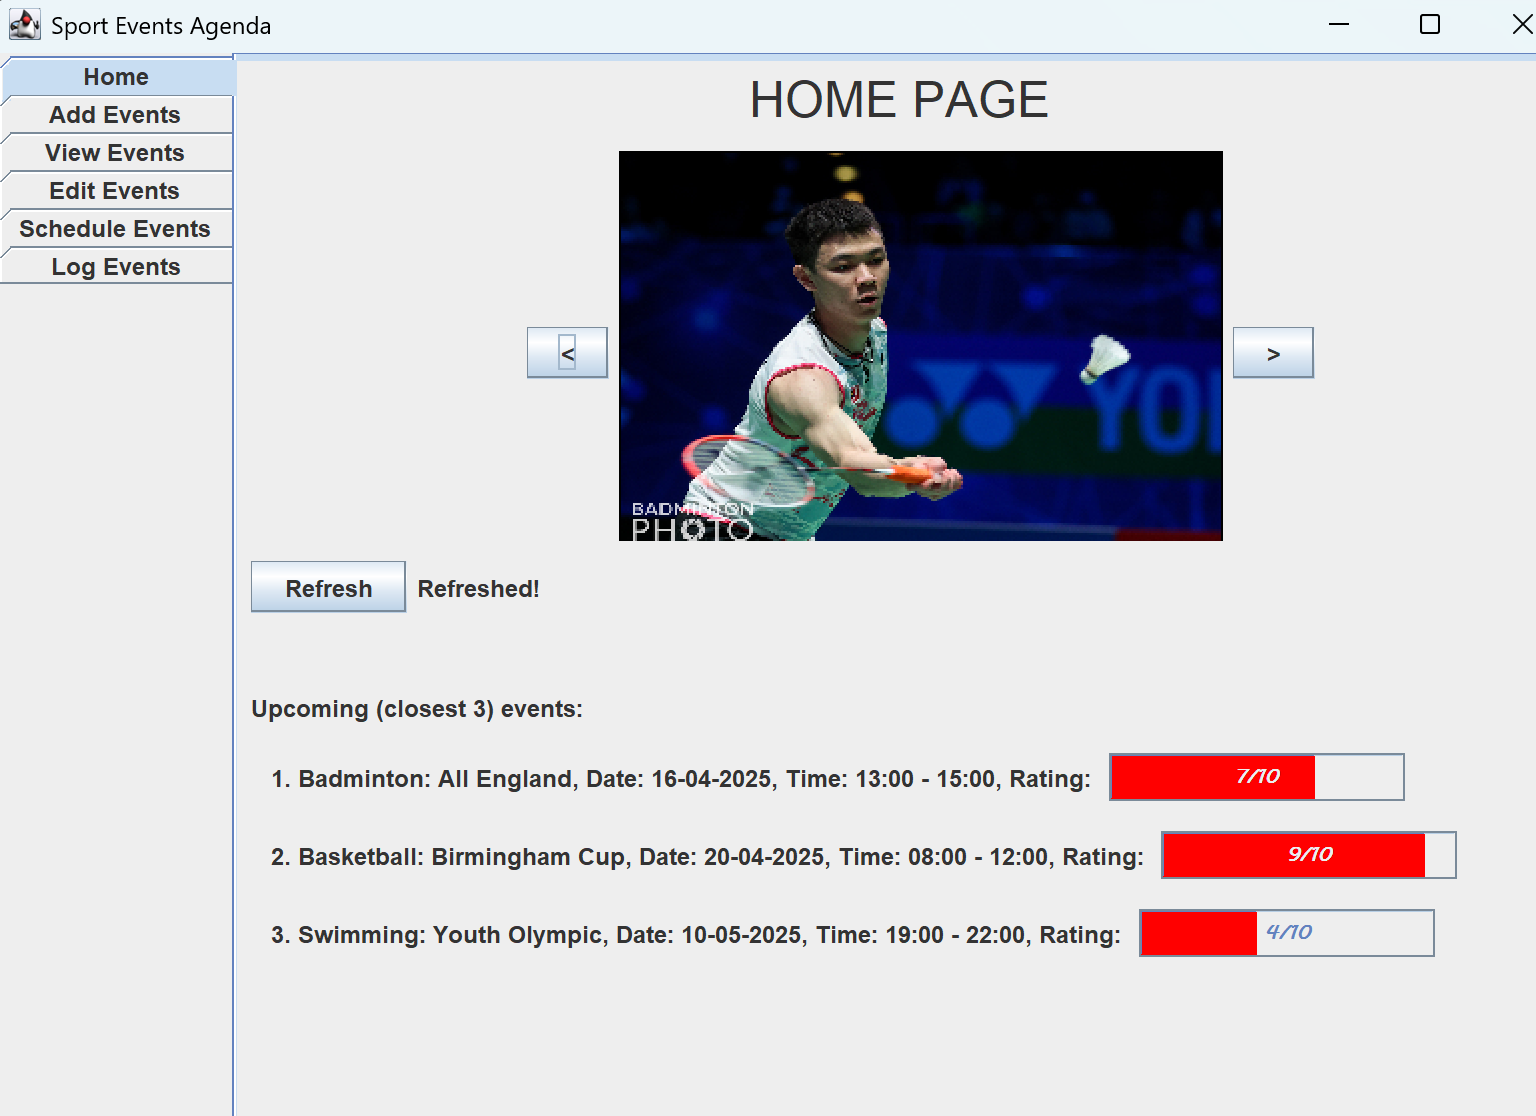 Sport Events Agenda
Home
Add Events
View Events
Edit Events
Schedule Events
Log Events
HOME PAGE
<
>
BADMINTON
PHOTO
Refresh Refreshed!
Upcoming (closest 3) events:
1. Badminton: All England, Date: 16-04-2025, Time: 13:00 - 15:00, Rating: 7/10
2. Basketball: Birmingham Cup, Date: 20-04-2025, Time: 08:00 - 12:00, Rating: 9/10
3. Swimming: Youth Olympic, Date: 10-05-2025, Time: 19:00 - 22:00, Rating: 4/10